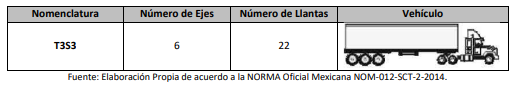 Nomenclatura Número de Ejes Número de Llantas Vehículo
T3S3 6 22
Fuente: Elaboración Propia de acuerdo a la NORMA Oficial Mexicana NOM-012-SCT-2-2014.